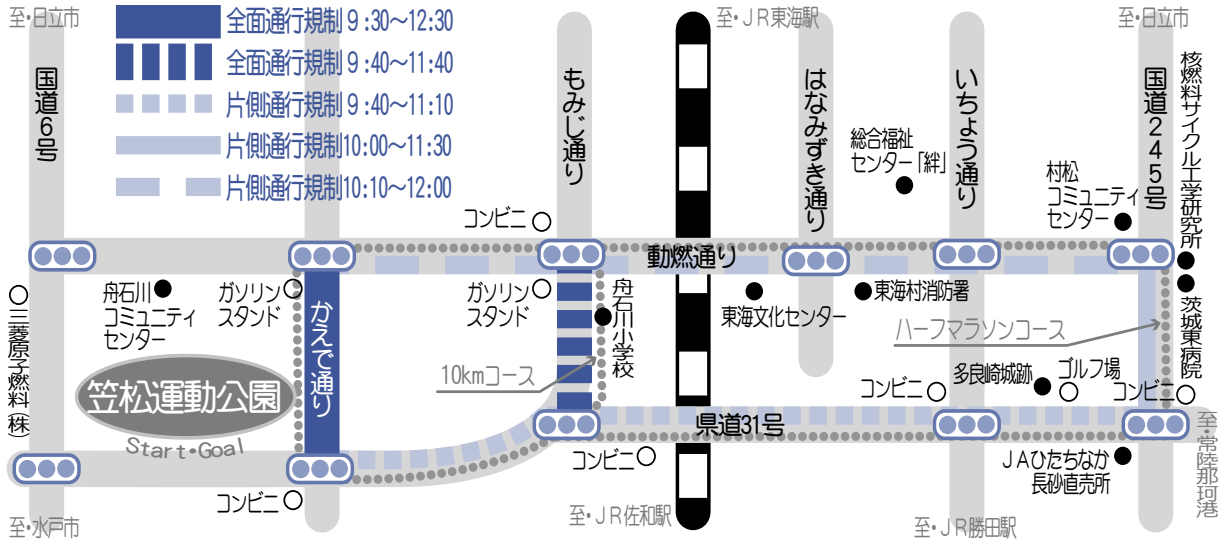 至・日立市
至・JR東海駅
至・日立市
全面通行規制 9:30～12:30
全面通行規制 9:40～11:40
片側通行規制 9:40～11:10
片側通行規制10:00～11:30
片側通行規制10:10～12:00
国道6号
もみじ通り
はなみずき通り
いちょう通り
国道245号
核燃料サイクル工学研究所
総合福祉
センター「絆」
村松
コミュニティ
センター
コンビニ
動燃通り
舟石川
コミュニティ
センター
ガソリン
スタンド
かえで通り
ガソリン
スタンド
舟石川小学校
東海文化センター
東海村消防署
茨城東病院
三菱原子燃料(株)
笠松運動公園
Start・Goal
10kmコース
ハーフマラソンコース
コンビニ
多良崎城跡
ゴルフ場
コンビニ
県道31号
至・常陸那珂港
コンビニ
コンビニ
JAひたちなか
長砂直売所
至・水戸市
至・JR佐和駅
至・JR勝田駅